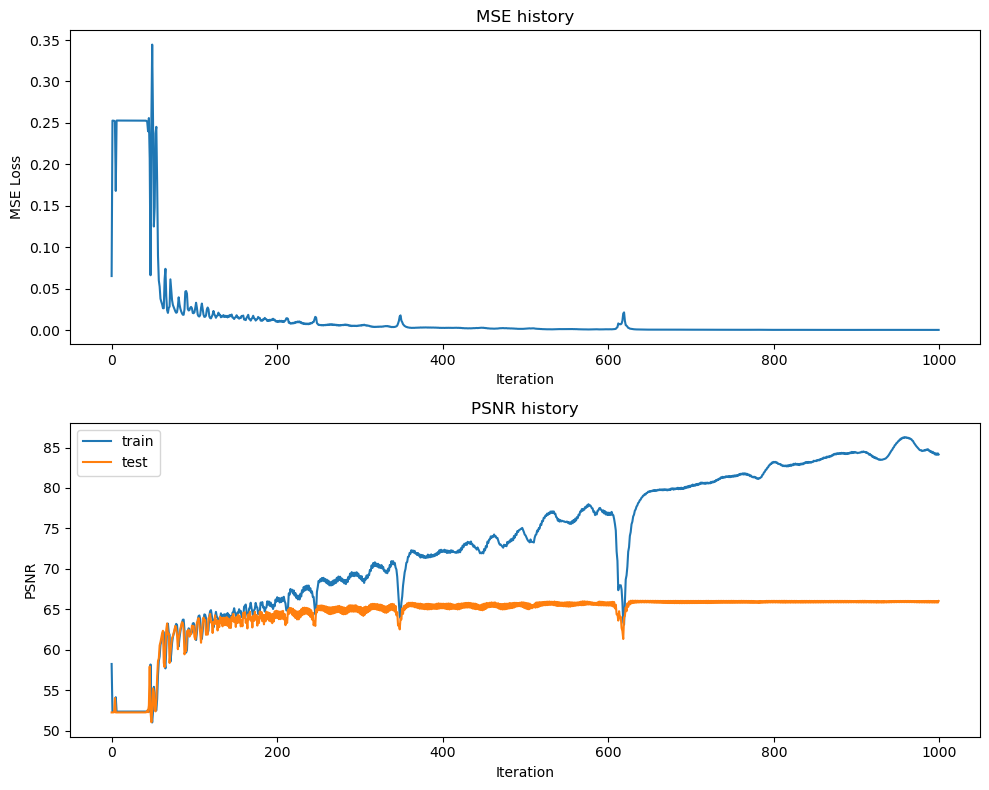 MSE history
0.35
0.30
0.25
0.20
0.15
0.10
0.05
0.00
MSE Loss
0 200 400 600 800 1000
Iteration
PSNR history
train
test
85
80
75
70
65
60
55
50
PSNR
0 200 400 600 800 1000
Iteration